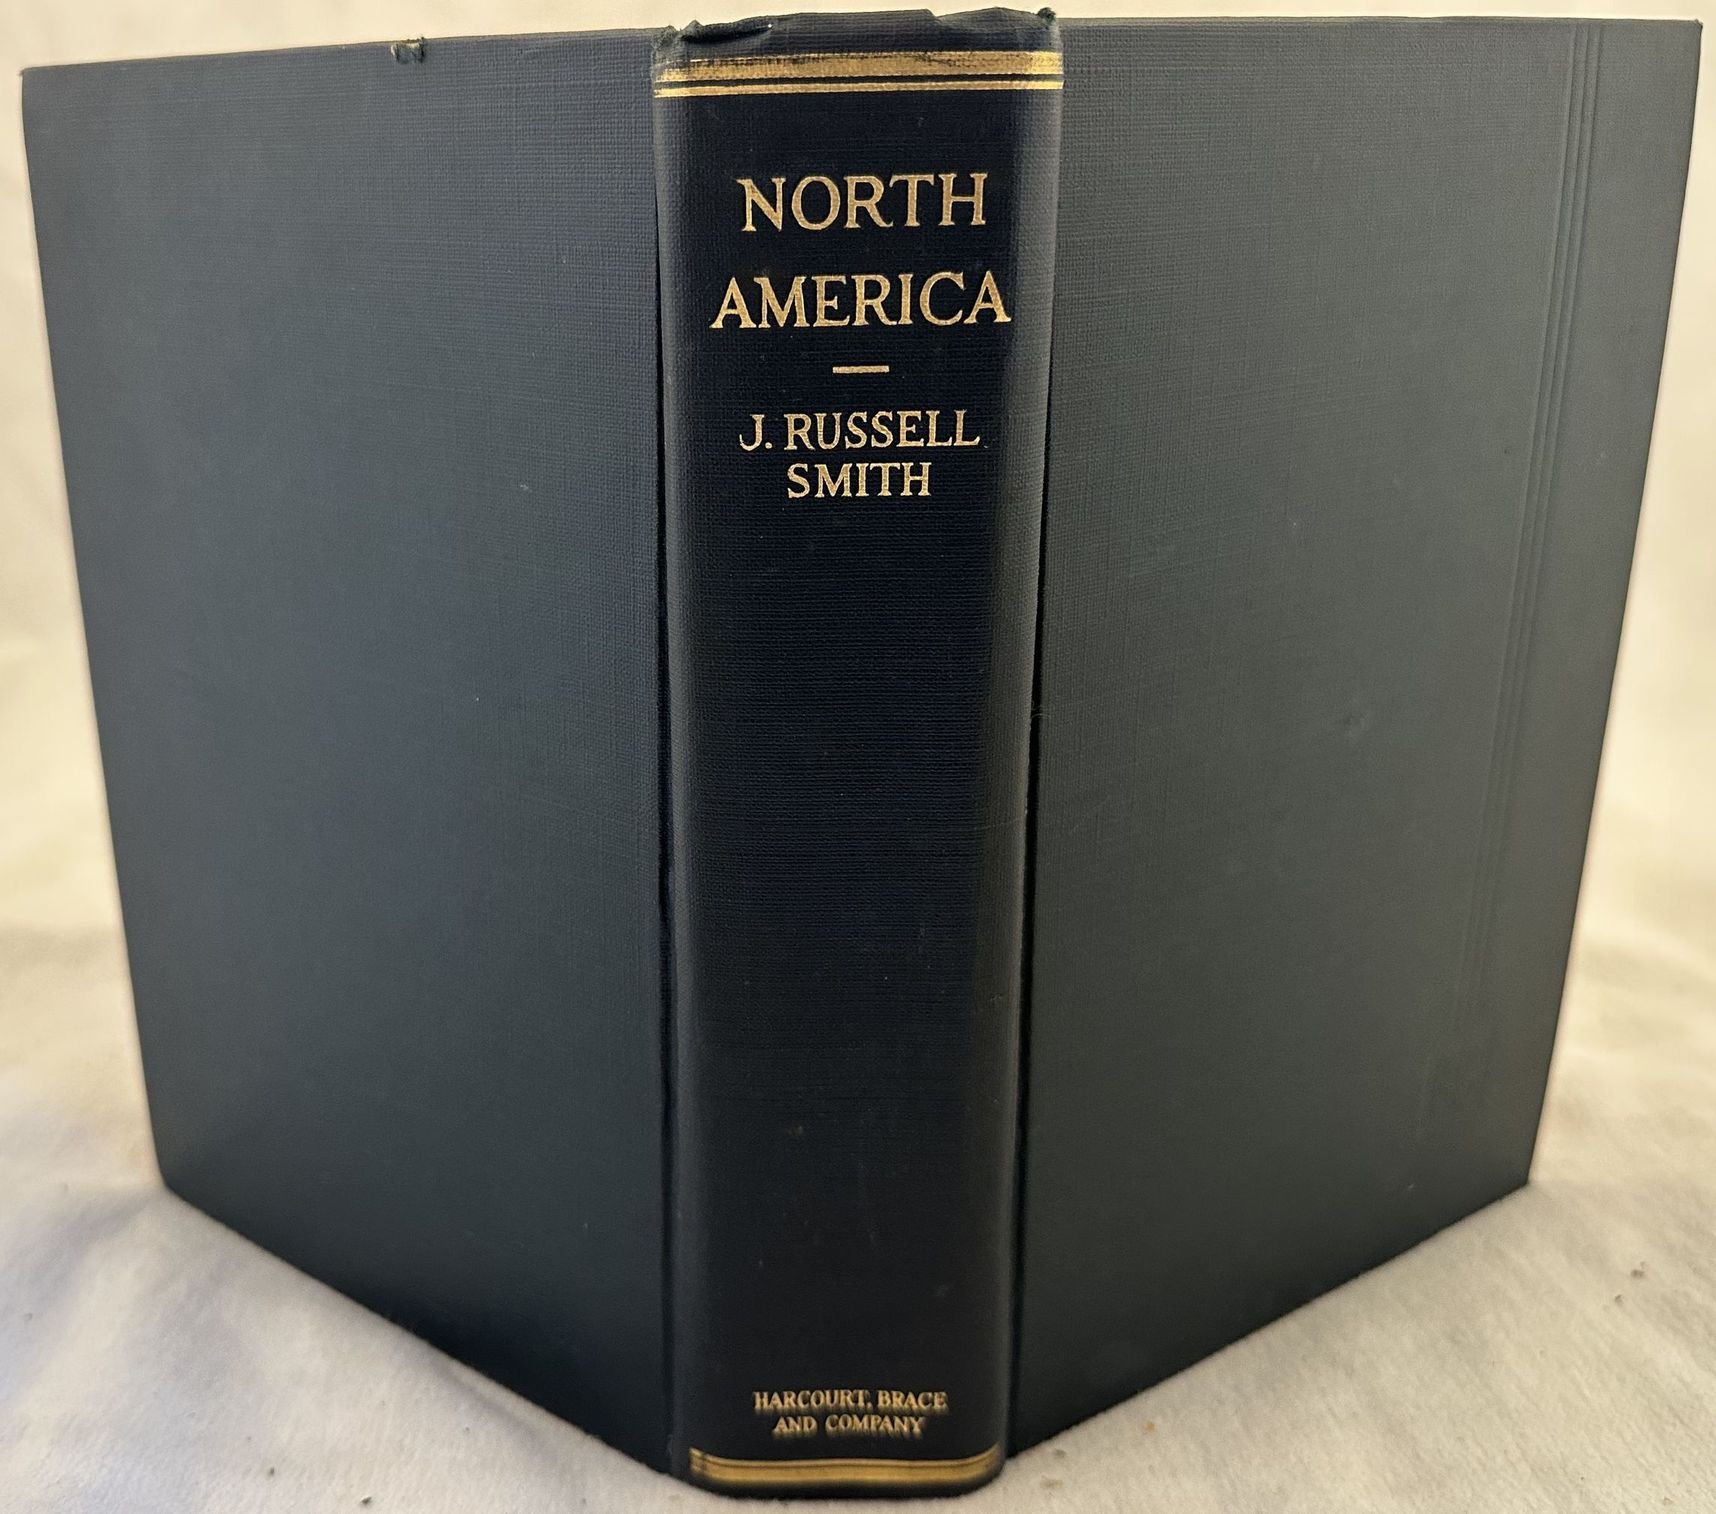 NORTH
AMERICA
J. RUSSELL
SMITH
HARCOURT, BRACE
AND COMPANY